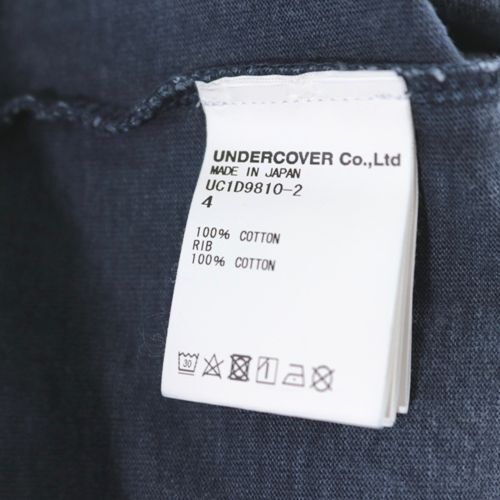 UNDERCOVER Co.,Ltd
MADE IN JAPAN
UC1D9810-2
4
100% COTTON
RIB
100% COTTON
30